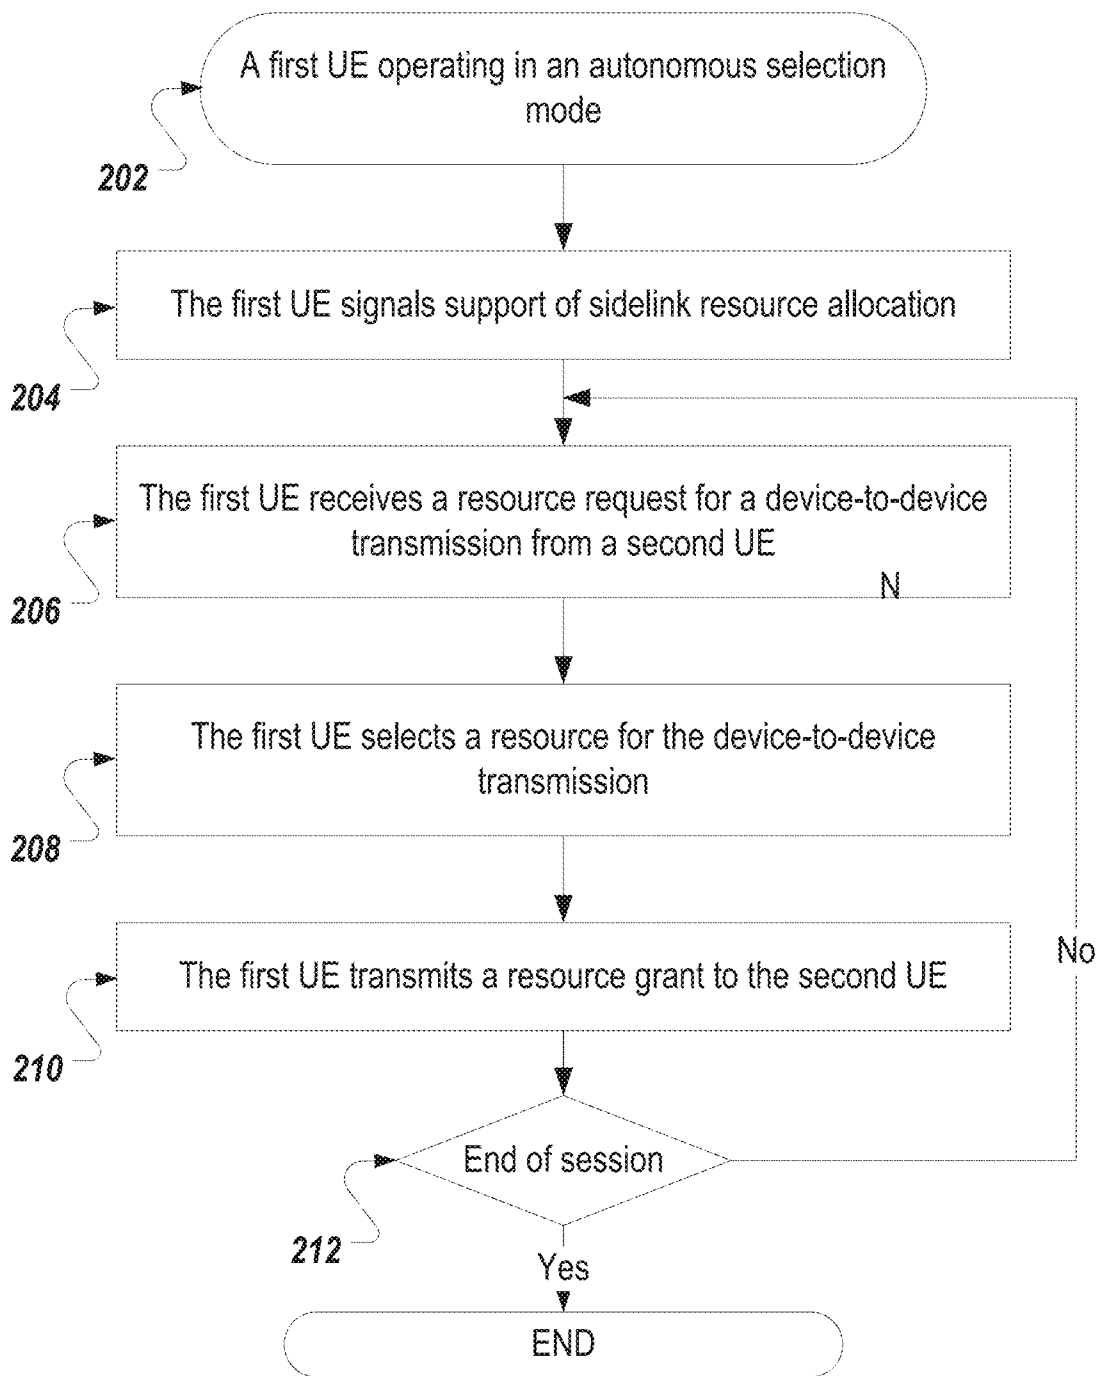 A first UE operating in an autonomous selection
mode
202
The first UE signals support of sidelink resource allocation
204
The first UE receives a resource request for a device-to-device
transmission from a second UE
N
206
The first UE selects a resource for the device-to-device
transmission
208
No
The first UE transmits a resource grant to the second UE
210
End of session
212
Yes
END